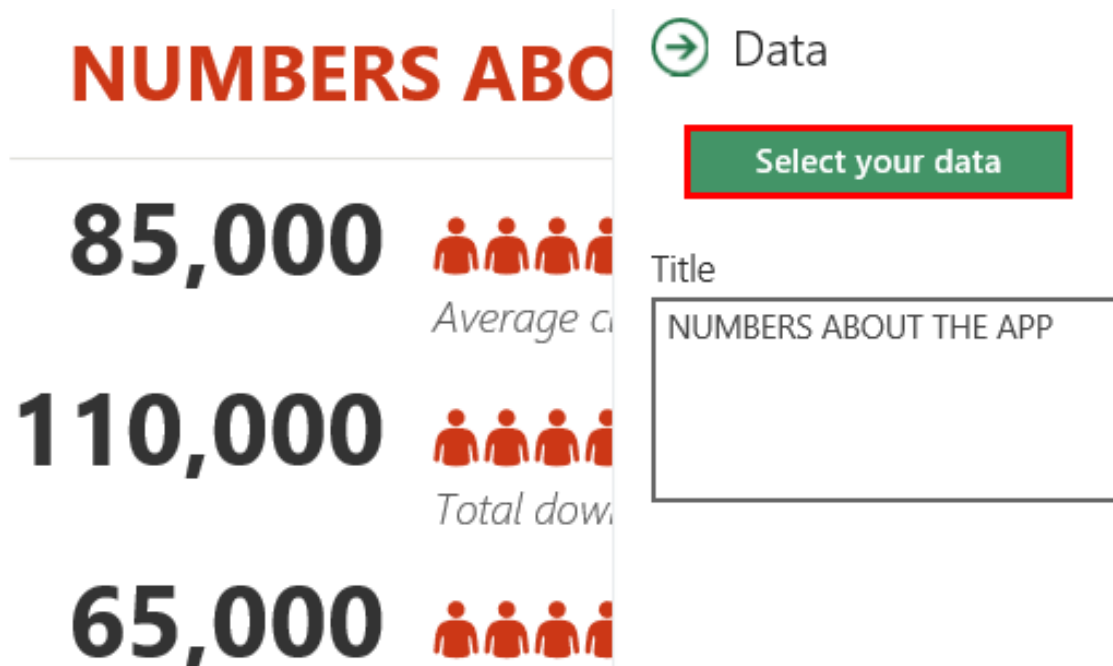 NUMBERS ABO
85,000
Average c
110,000
Total dow
65,000
Data
Select your data
Title
NUMBERS ABOUT THE APP